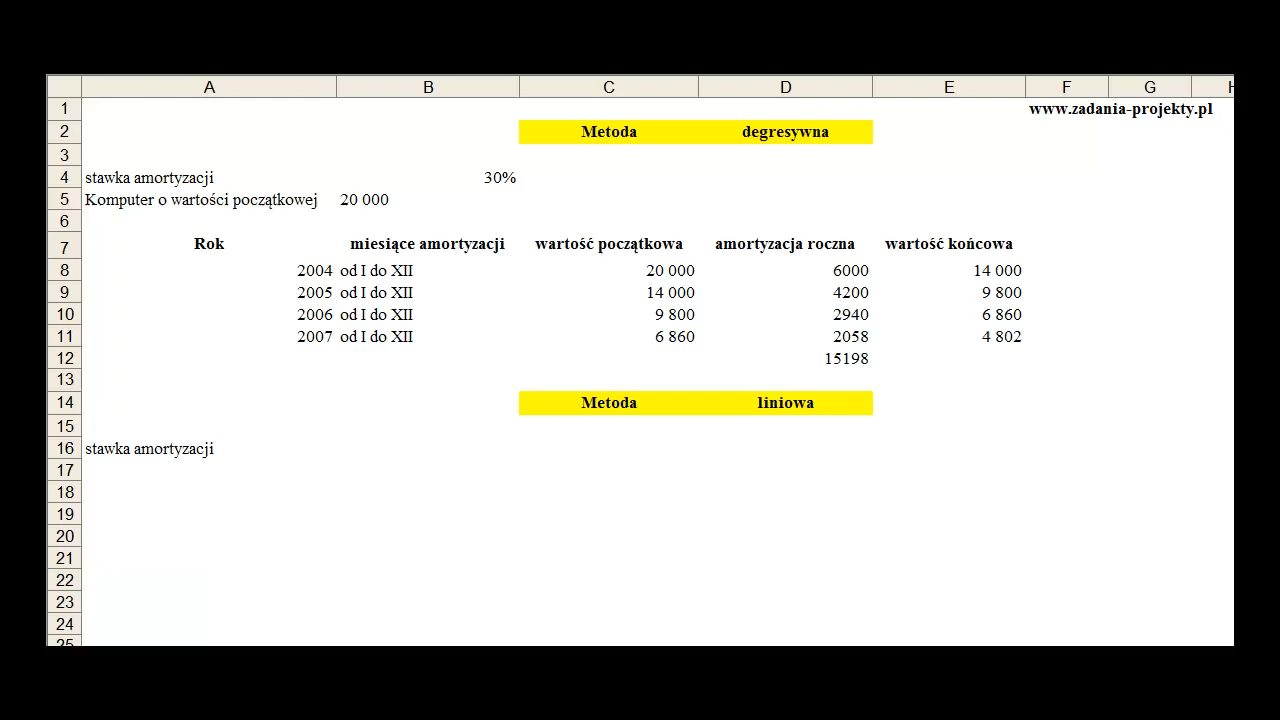 A B C D E F G H
1 www.zadania-projekty.pl
2 Metoda degresywna
3
4 stawka amortyzacji 30%
5 Komputer o wartości początkowej 20 000
6
7 Rok miesiące amortyzacji wartość początkowa amortyzacja roczna wartość końcowa
8 2004 od I do XII 20 000 6000 14 000
9 2005 od I do XII 14 000 4200 9 800
10 2006 od I do XII 9 800 2940 6 860
11 2007 od I do XII 6 860 2058 4 802
12 15198
13
14 Metoda liniowa
15
16 stawka amortyzacji
17
18
19
20
21
22
23
24
25